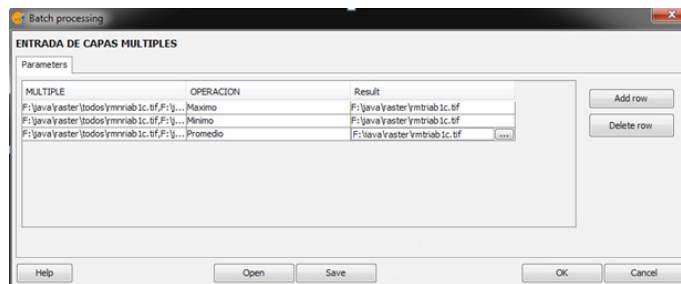 Batch processing
ENTRADA DE CAPAS MULTIPLES
Parameters
MULTIPLE OPERACION Result
F:\java\raster\todos\rmnriab1c.tif,F:\j... Maximo F:\java\raster\rmtriab1c.tif
F:\java\raster\todos\rmnriab1c.tif,F:\j... Minimo F:\java\raster\rmtriab1c.tif
F:\java\raster\todos\rmnriab1c.tif,F:\j... Promedio F:\java\raster\rmtriab1c.tif ...
Add row
Delete row
Help Open Save OK Cancel